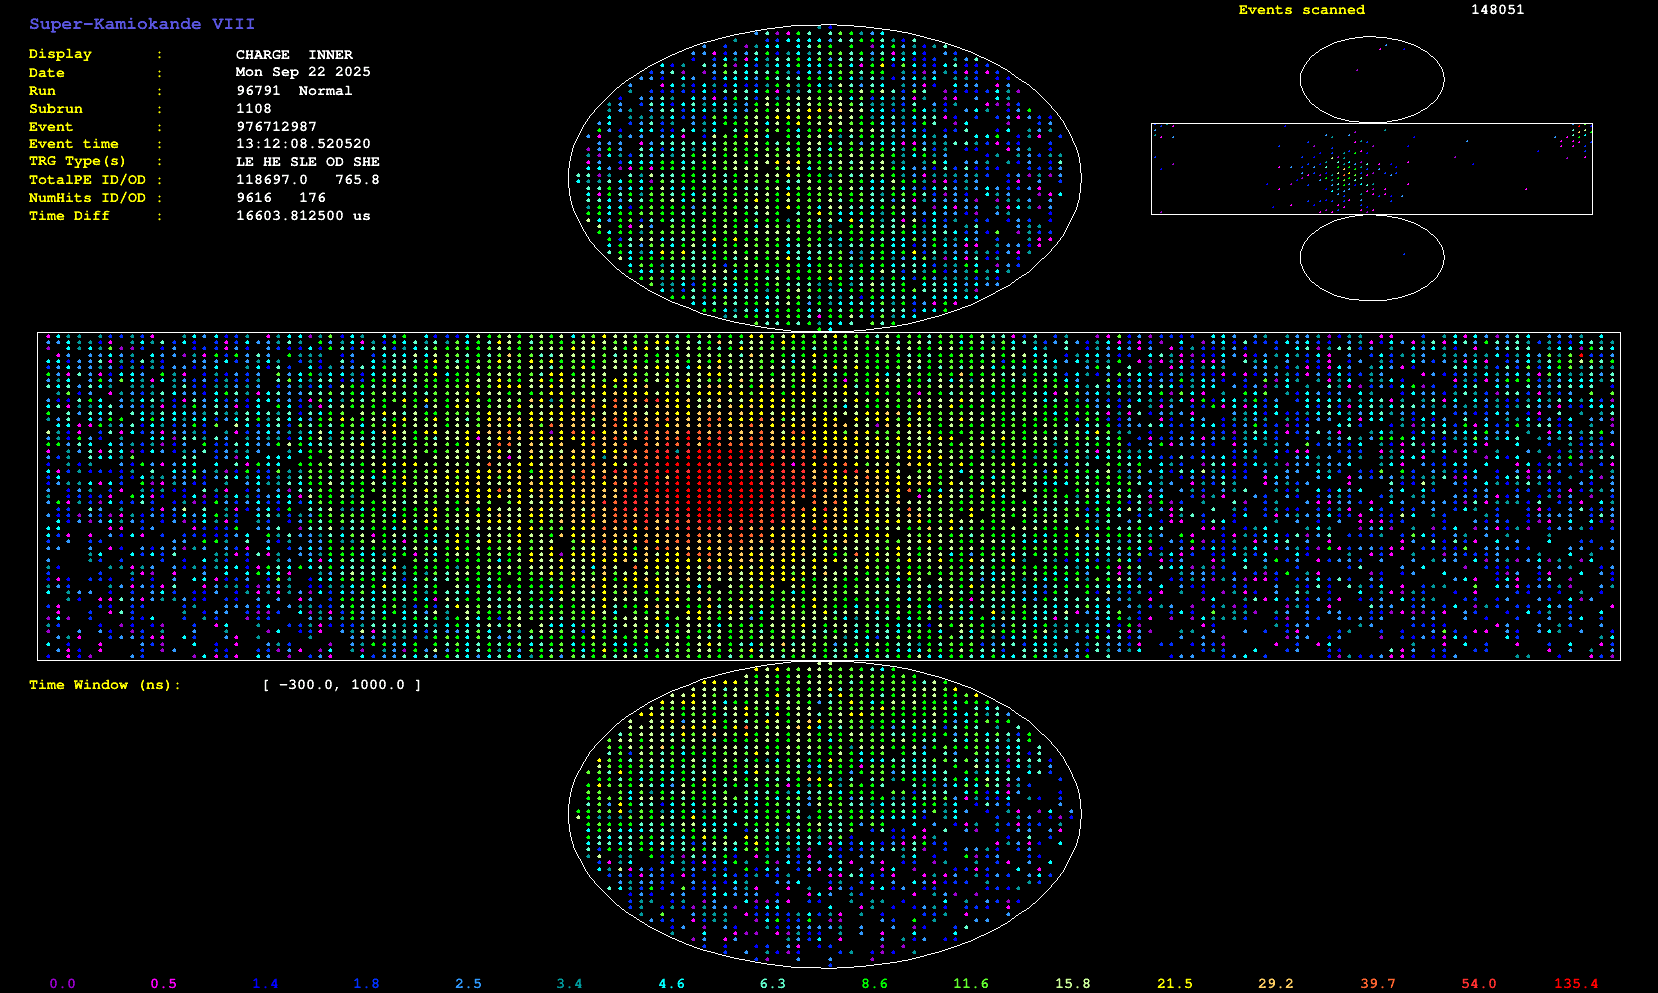 Super-Kamiokande VIII
Events scanned 148051
Display : CHARGE INNER
Date : Mon Sep 22 2025
Run : 96791 Normal
Subrun : 1108
Event : 976712987
Event time : 13:12:08.520520
TRG Type(s) : LE HE SLE OD SHE
TotalPE ID/OD : 118697.0 765.8
NumHits ID/OD : 9616 176
Time Diff : 16603.812500 us
Time Window (ns): [ -300.0, 1000.0 ]
0.0 0.5 1.4 1.8 2.5 3.4 4.6 6.3 8.6 11.6 15.8 21.5 29.2 39.7 54.0 135.4